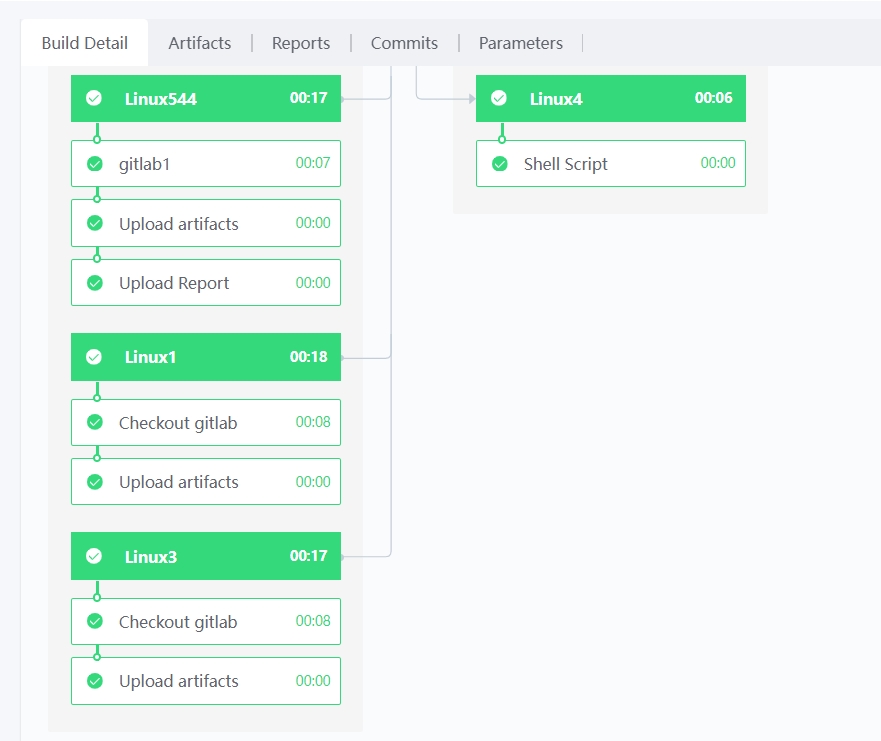 Build Detail
Artifacts
Reports
Commits
Parameters
Linux544 00:17
gitlab1 00:07
Upload artifacts 00:00
Upload Report 00:00
Linux1 00:18
Checkout gitlab 00:08
Upload artifacts 00:00
Linux3 00:17
Checkout gitlab 00:08
Upload artifacts 00:00
Linux4 00:06
Shell Script 00:00